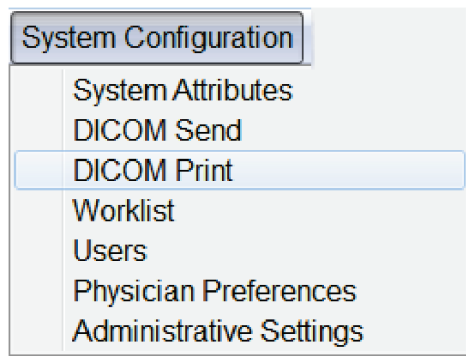 System Configuration
System Attributes
DICOM Send
DICOM Print
Worklist
Users
Physician Preferences
Administrative Settings